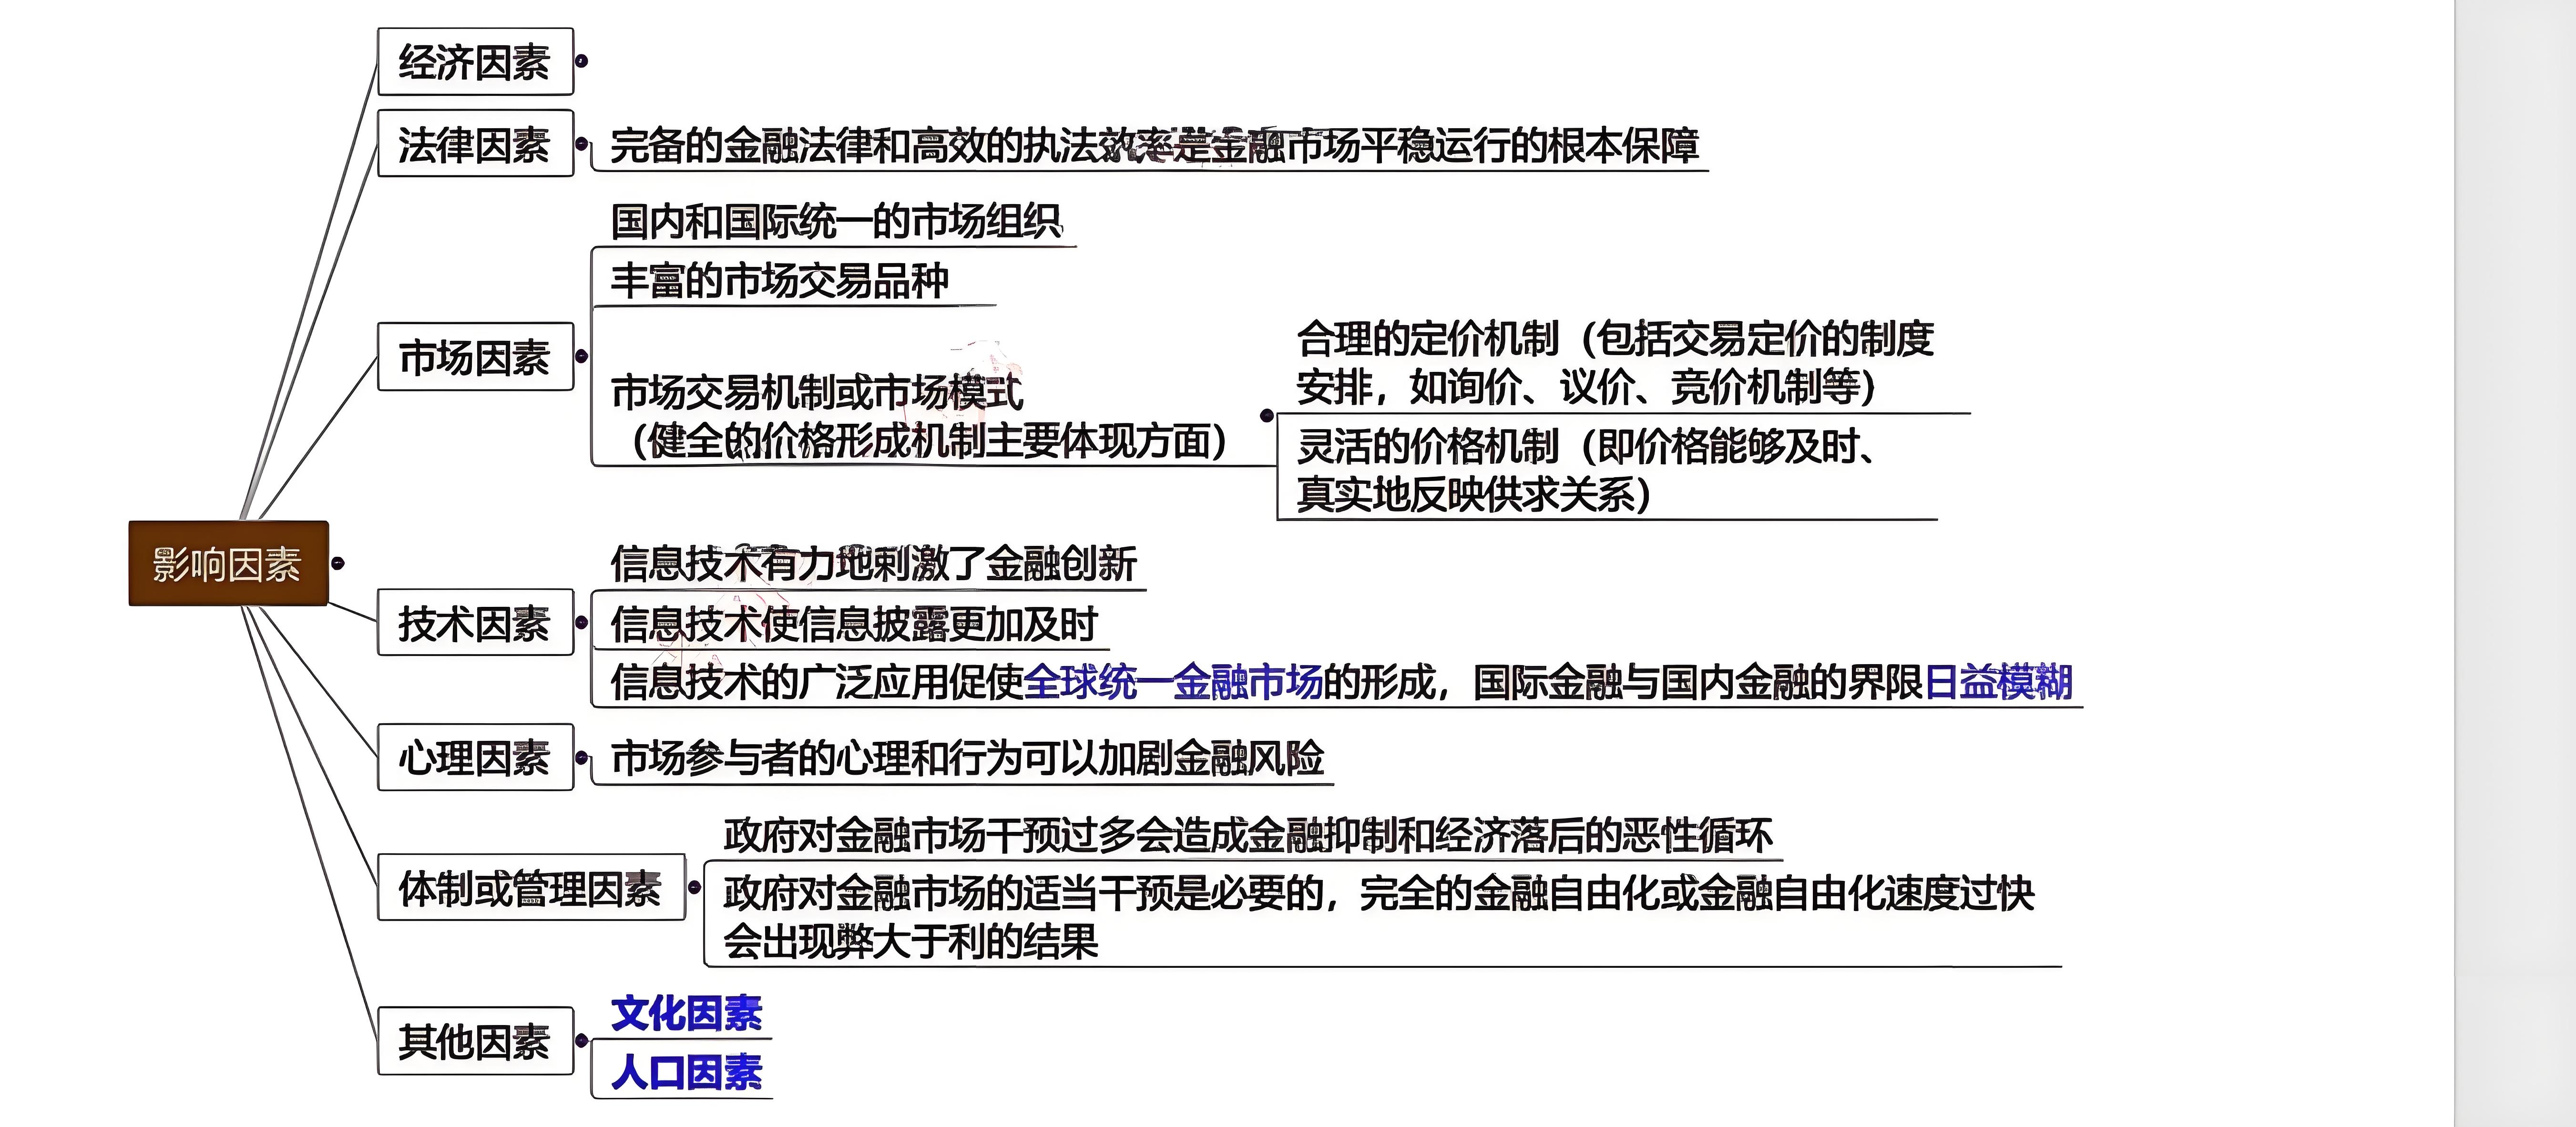 经济因素
法律因素
完备的金融法律和高效的执法效率是金融市场平稳运行的根本保障
市场因素
国内和国际统一的市场组织
丰富的市场交易品种
市场交易机制或市场模式
（健全的价格形成机制主要体现方面）
合理的定价机制（包括交易定价的制度
安排，如询价、议价、竞价机制等）
灵活的价格机制（即价格能够及时、
真实地反映供求关系）
影响因素
技术因素
信息技术有力地刺激了金融创新
信息技术使信息披露更加及时
信息技术的广泛应用促使全球统一金融市场的形成，国际金融与国内金融的界限日益模糊
心理因素
市场参与者的心理和行为可以加剧金融风险
体制或管理因素
政府对金融市场干预过多会造成金融抑制和经济落后的恶性循环
政府对金融市场的适当干预是必要的，完全的金融自由化或金融自由化速度过快
会出现弊大于利的结果
其他因素
文化因素
人口因素